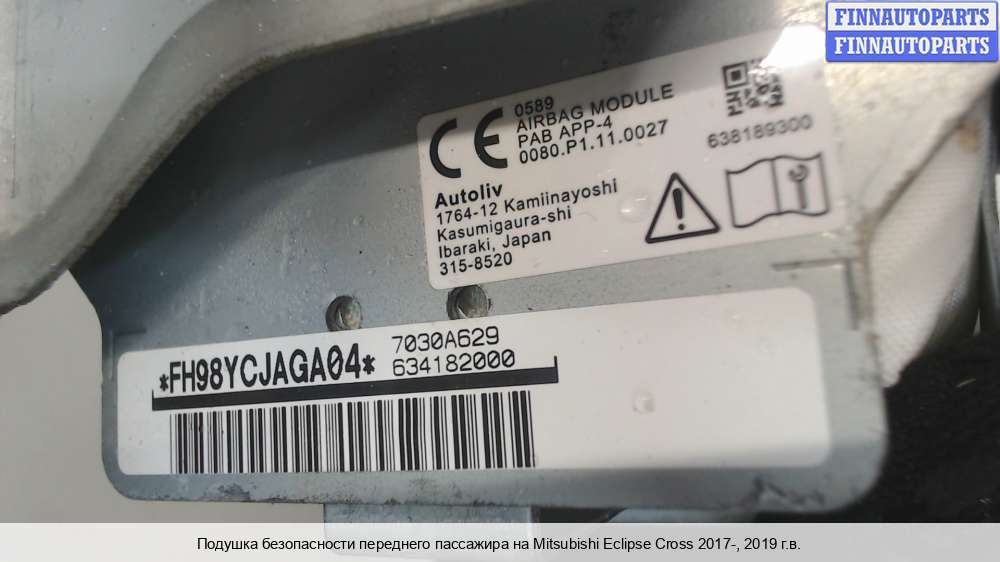 FINNAUTOPARTS
FINNAUTOPARTS
CE
0589
AIRBAG MODULE
PAB APP-4
0080.P1.11.0027
638189300
Autoliv
1764-12 Kamiinayoshi
Kasumigaura-shi
Ibaraki, Japan
315-8520
*FH98YCJAGA04*
7030A629
634182000
Подушка безопасности переднего пассажира на Mitsubishi Eclipse Cross 2017-, 2019 г.в.